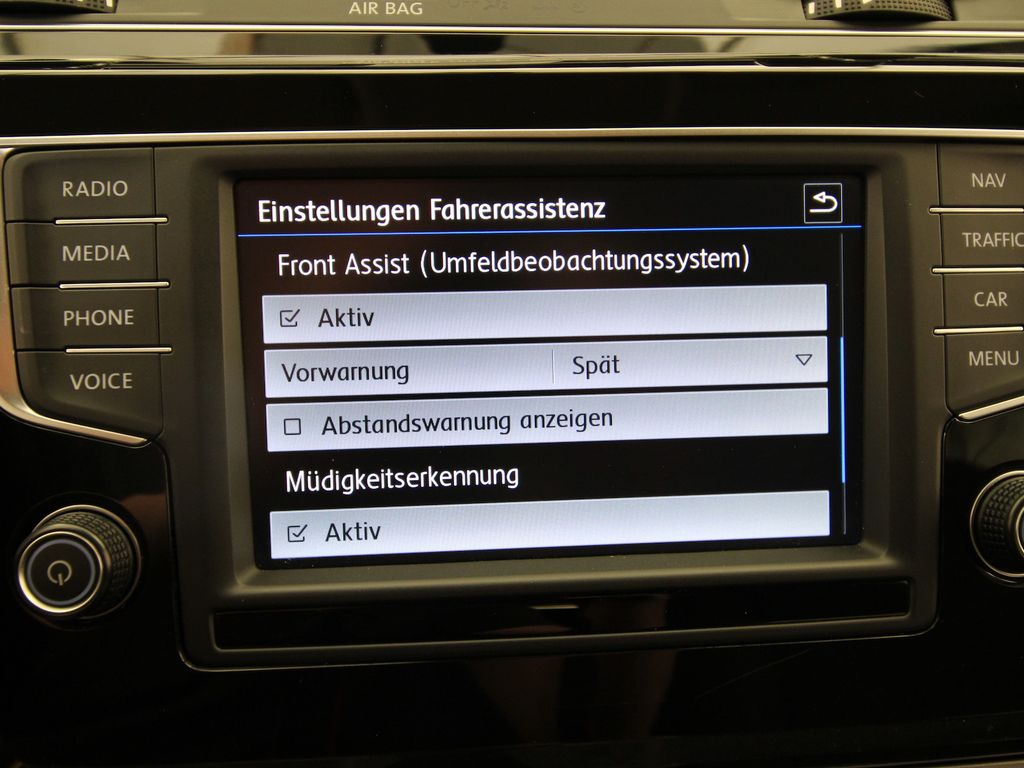 AIR BAG
RADIO
MEDIA
PHONE
VOICE
Einstellungen Fahrerassistenz
Front Assist (Umfeldbeobachtungssystem)
Aktiv
Vorwarnung Spät
Abstandswarnung anzeigen
Müdigkeitserkennung
Aktiv
NAV
TRAFFIC
CAR
MENU